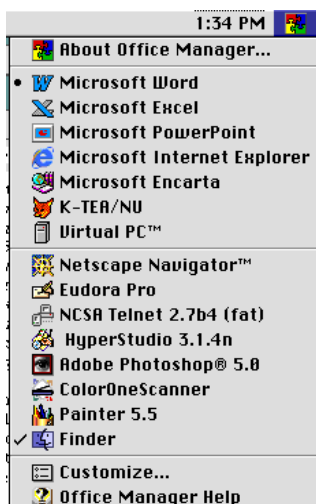 1:34 PM
About Office Manager...
• Microsoft Word
Microsoft Excel
Microsoft PowerPoint
Microsoft Internet Explorer
Microsoft Encarta
K-TEA/NU
Virtual PC™
Netscape Navigator™
Eudora Pro
NCSA Telnet 2.7b4 (fat)
HyperStudio 3.1.4n
Adobe Photoshop® 5.0
ColorOneScanner
Painter 5.5
✓ Finder
Customize...
Office Manager Help